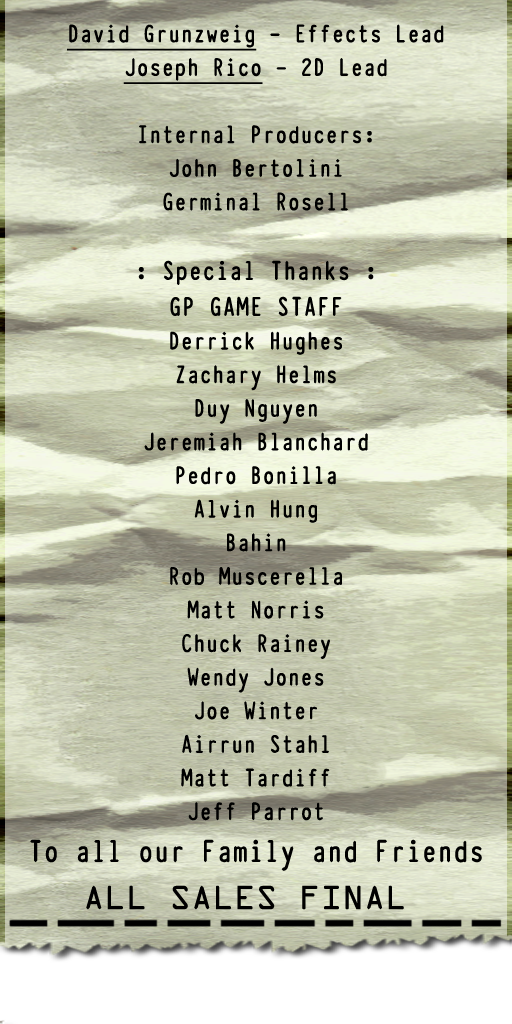 David Grunzweig - Effects Lead
Joseph Rico - 2D Lead
Internal Producers:
John Bertolini
Germinal Rosell
: Special Thanks :
GP GAME STAFF
Derrick Hughes
Zachary Helms
Duy Nguyen
Jeremiah Blanchard
Pedro Bonilla
Alvin Hung
Bahin
Rob Muscerella
Matt Norris
Chuck Rainey
Wendy Jones
Joe Winter
Airrun Stahl
Matt Tardiff
Jeff Parrot
To all our Family and Friends
ALL SALES FINAL